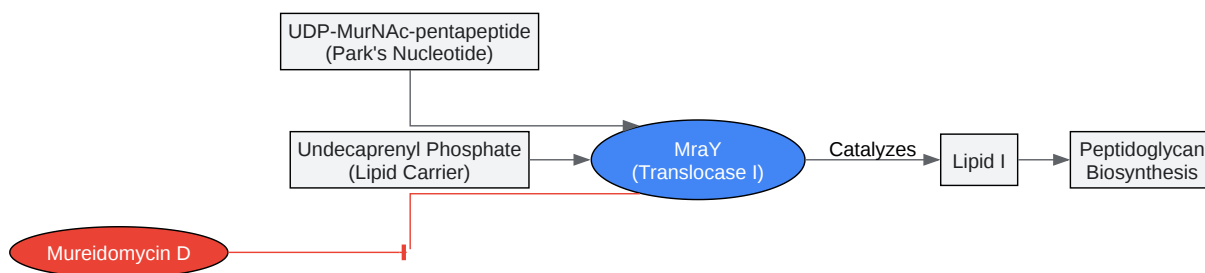 UDP-MurNAc-pentapeptide
(Park's Nucleotide)
Undecaprenyl Phosphate
(Lipid Carrier)
MraY
(Translocase I)
Catalyzes
Lipid I
Peptidoglycan
Biosynthesis
Mureidomycin D